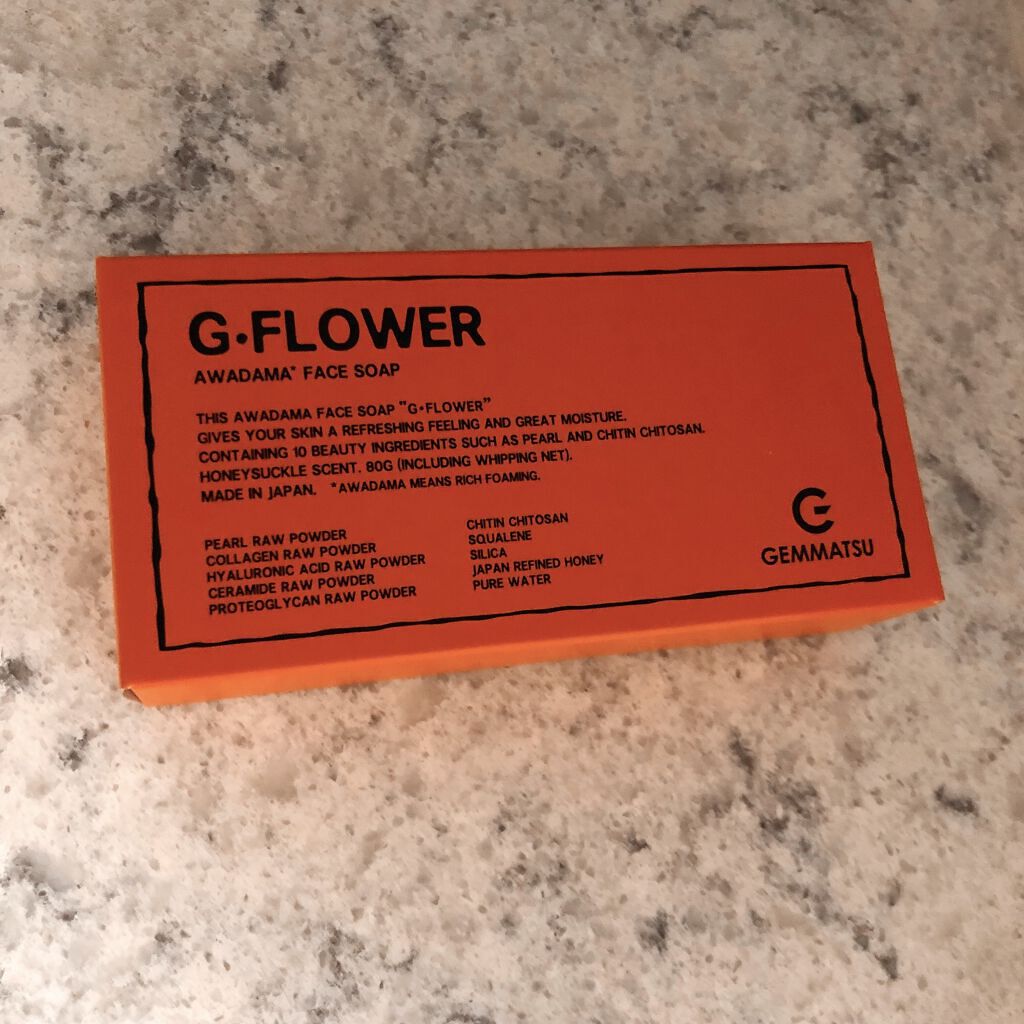 G•FLOWER
AWADAMA* FACE SOAP
THIS AWADAMA FACE SOAP "G•FLOWER"
GIVES YOUR SKIN A REFRESHING FEELING AND GREAT MOISTURE.
CONTAINING 10 BEAUTY INGREDIENTS SUCH AS PEARL AND CHITIN CHITOSAN.
HONEYSUCKLE SCENT. 80G (INCLUDING WHIPPING NET).
MADE IN JAPAN. *AWADAMA MEANS RICH FOAMING.
PEARL RAW POWDER
COLLAGEN RAW POWDER
HYALURONIC ACID RAW POWDER
CERAMIDE RAW POWDER
PROTEOGLYCAN RAW POWDER
CHITIN CHITOSAN
SQUALENE
SILICA
JAPAN REFINED HONEY
PURE WATER
GEMMATSU